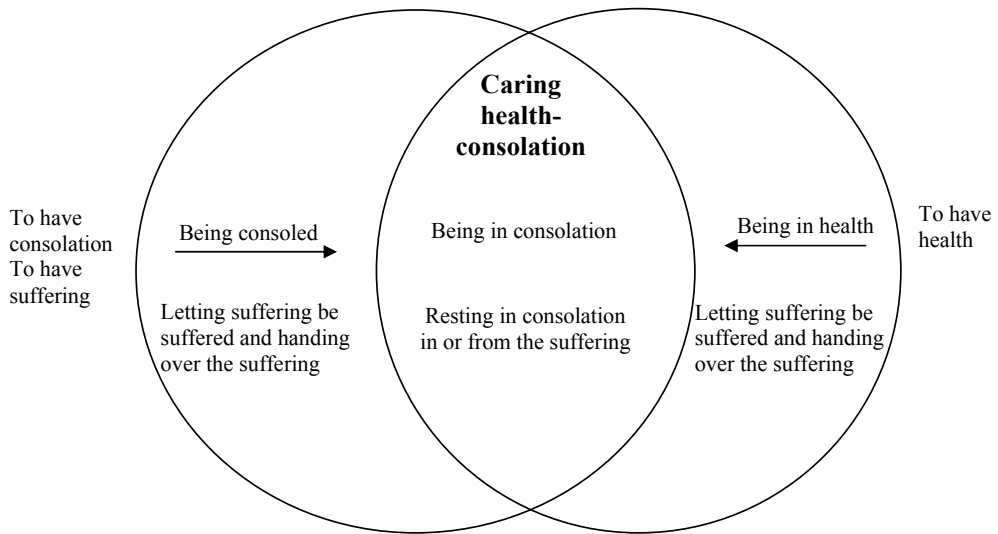 Caring
health-
consolation
To have
consolation
To have
suffering
Being consoled
Letting suffering be
suffered and handing
over the suffering
Being in consolation
Resting in consolation
in or from the suffering
Being in health
Letting suffering be
suffered and handing
over the suffering
To have
health